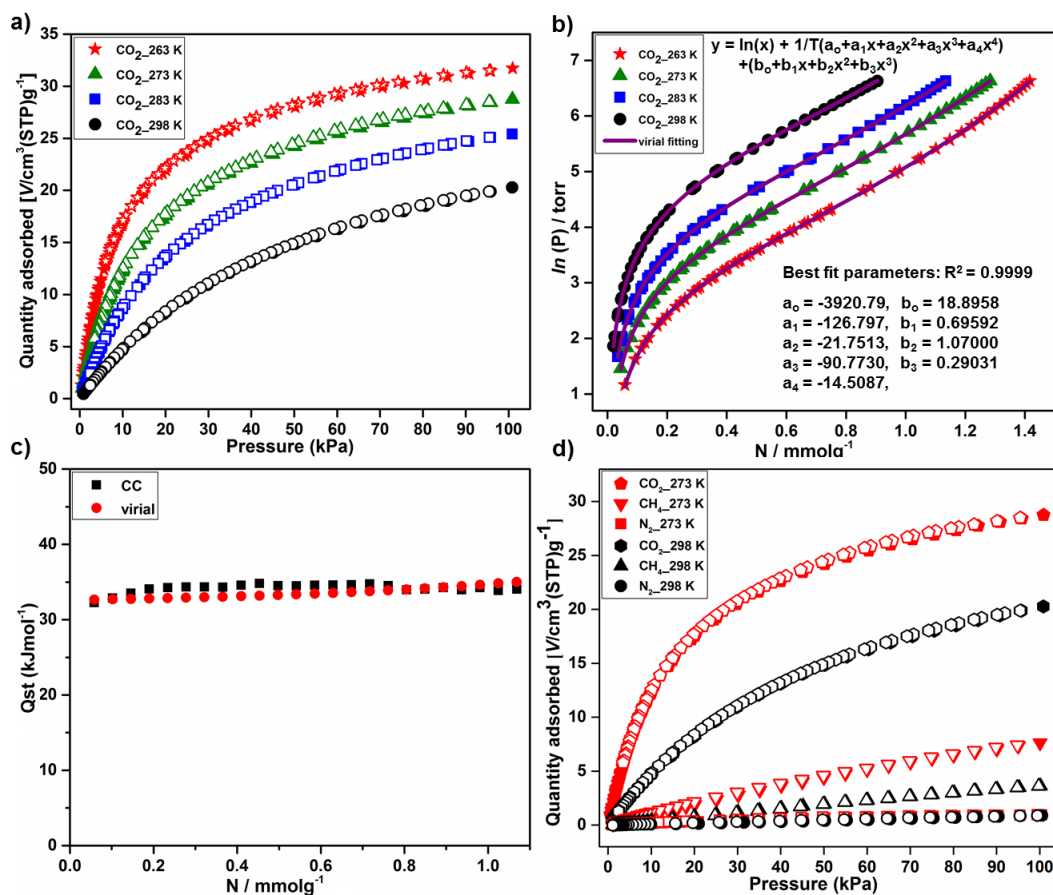 a)
Quantity adsorbed [V/cm³(STP)g⁻¹
35
30
25
20
15
10
5
0
CO₂_263 K
CO₂_273 K
CO₂_283 K
CO₂_298 K
0 10 20 30 40 50 60 70 80 90 100
Pressure (kPa)
b)
ln (P) / torr
7
6
5
4
3
2
1
CO₂_263 K
CO₂_273 K
CO₂_283 K
CO₂_298 K
virial fitting
y = ln(x) + 1/T(aₒ+a₁x+a₂x²+a₃x³+a₄x⁴)
+(bₒ+b₁x+b₂x²+b₃x³)
Best fit parameters: R² = 0.9999
aₒ = -3920.79, bₒ = 18.8958
a₁ = -126.797, b₁ = 0.69592
a₂ = -21.7513, b₂ = 1.07000
a₃ = -90.7730, b₃ = 0.29031
a₄ = -14.5087,
0.0 0.2 0.4 0.6 0.8 1.0 1.2 1.4
N / mmolg⁻¹
c)
Qst (kJmol⁻¹)
50
40
30
20
10
0
CC
virial
0.0 0.2 0.4 0.6 0.8 1.0
N / mmolg⁻¹
d)
Quantity adsorbed [V/cm³(STP)g⁻¹
30
25
20
15
10
5
0
CO₂_273 K
CH₄_273 K
N₂_273 K
CO₂_298 K
CH₄_298 K
N₂_298 K
0 10 20 30 40 50 60 70 80 90 100
Pressure (kPa)